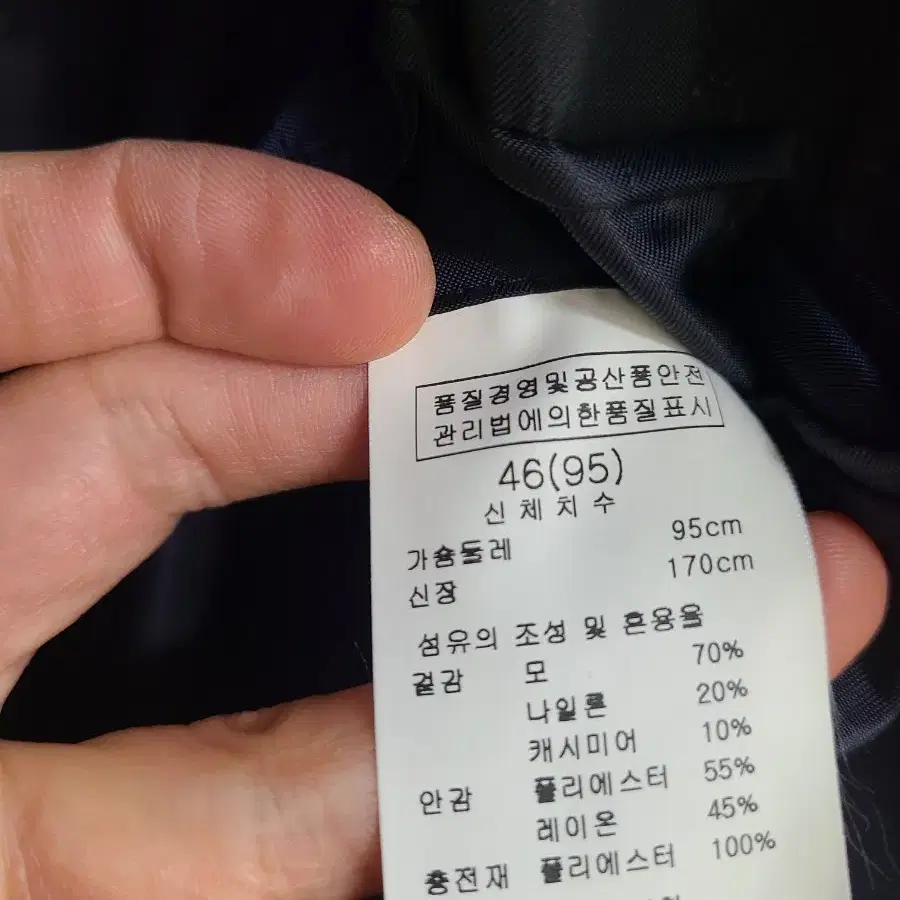 품질경영및공산품안전
관리법에의한품질표시
46(95)
신체치수
가슴둘레 95cm
신장 170cm
섬유의 조성 및 혼용율
겉감 모 70%
나일론 20%
캐시미어 10%
안감 폴리에스터 55%
레이온 45%
충전재 폴리에스터 100%